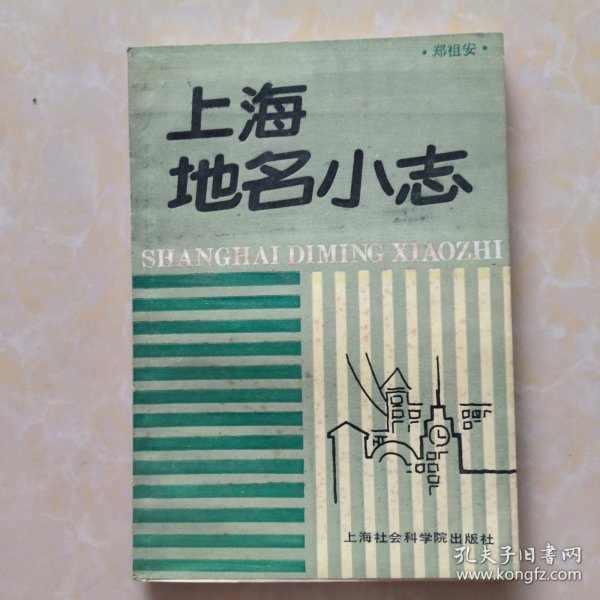 ·郑祖安·
上海
地名小志
SHANGHAI DIMING XIAOZHI
上海社会科学院出版社
孔夫子旧书网
www.kongfz.com